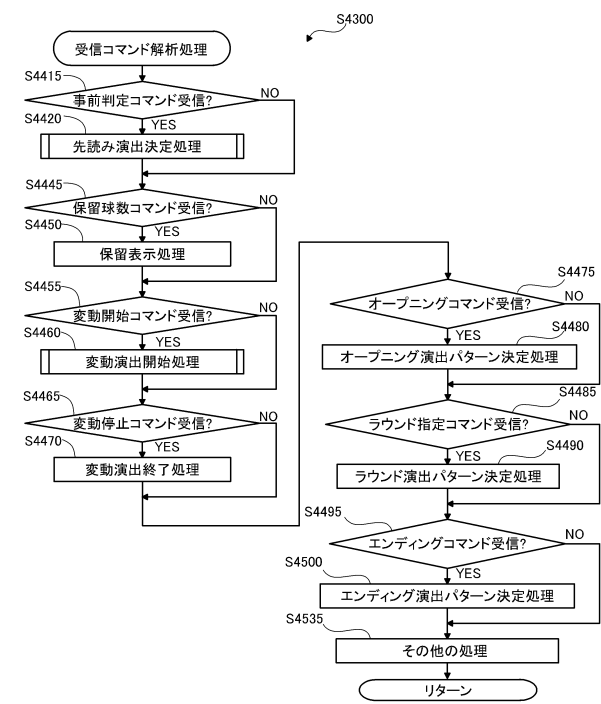 S4300
受信コマンド解析処理
S4415
事前判定コマンド受信?
NO
YES
S4420
先読み演出決定処理
S4445
保留球数コマンド受信?
NO
YES
S4450
保留表示処理
S4455
変動開始コマンド受信?
NO
YES
S4460
変動演出開始処理
S4465
変動停止コマンド受信?
NO
YES
S4470
変動演出終了処理
S4475
オープニングコマンド受信?
NO
YES
S4480
オープニング演出パターン決定処理
S4485
ラウンド指定コマンド受信?
NO
YES
S4490
ラウンド演出パターン決定処理
S4495
エンディングコマンド受信?
NO
YES
S4500
エンディング演出パターン決定処理
S4535
その他の処理
リターン